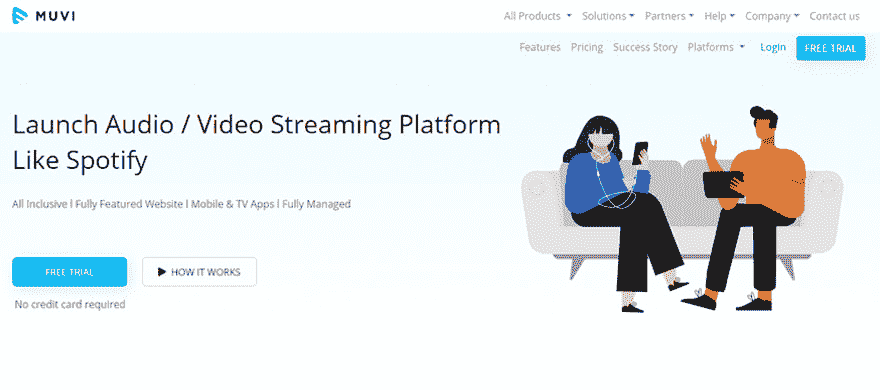 MUVI
All Products Solutions Partners Help Company Contact us
Features Pricing Success Story Platforms Login FREE TRIAL
Launch Audio / Video Streaming Platform
Like Spotify
All Inclusive | Fully Featured Website | Mobile & TV Apps | Fully Managed
FREE TRIAL HOW IT WORKS
No credit card required